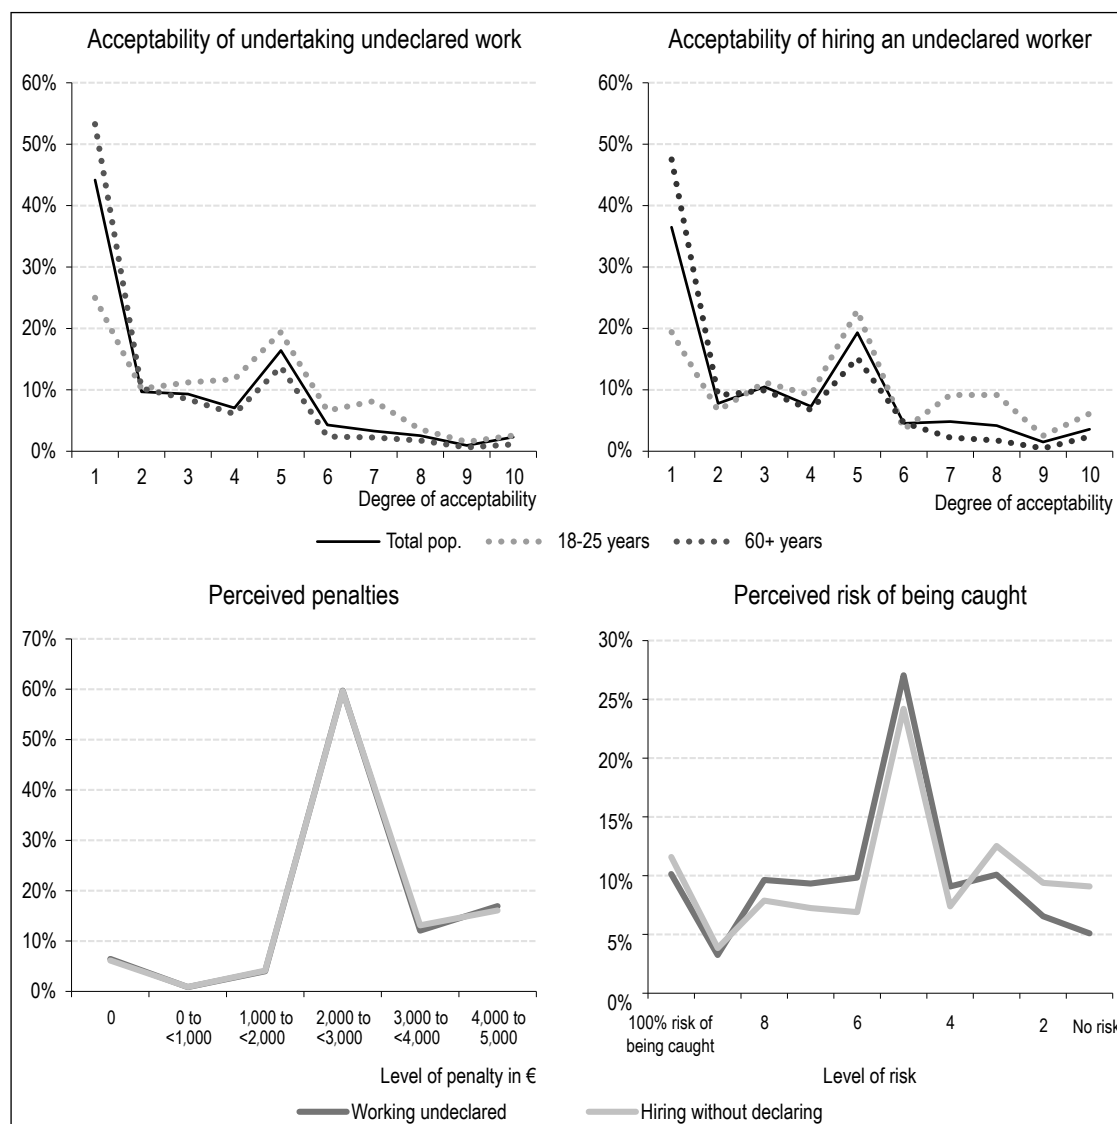 Acceptability of undertaking undeclared work
60%
50%
40%
30%
20%
10%
0%
1 2 3 4 5 6 7 8 9 10
Degree of acceptability
Acceptability of hiring an undeclared worker
60%
50%
40%
30%
20%
10%
0%
1 2 3 4 5 6 7 8 9 10
Degree of acceptability
Total pop. 18-25 years 60+ years
Perceived penalties
70%
60%
50%
40%
30%
20%
10%
0%
0 0 to 1,000 to 2,000 to 3,000 to 4,000 to
<1,000 <2,000 <3,000 <4,000 5,000
Level of penalty in €
Perceived risk of being caught
30%
25%
20%
15%
10%
5%
0%
100% risk of 8 6 4 2 No risk
being caught
Level of risk
Working undeclared Hiring without declaring